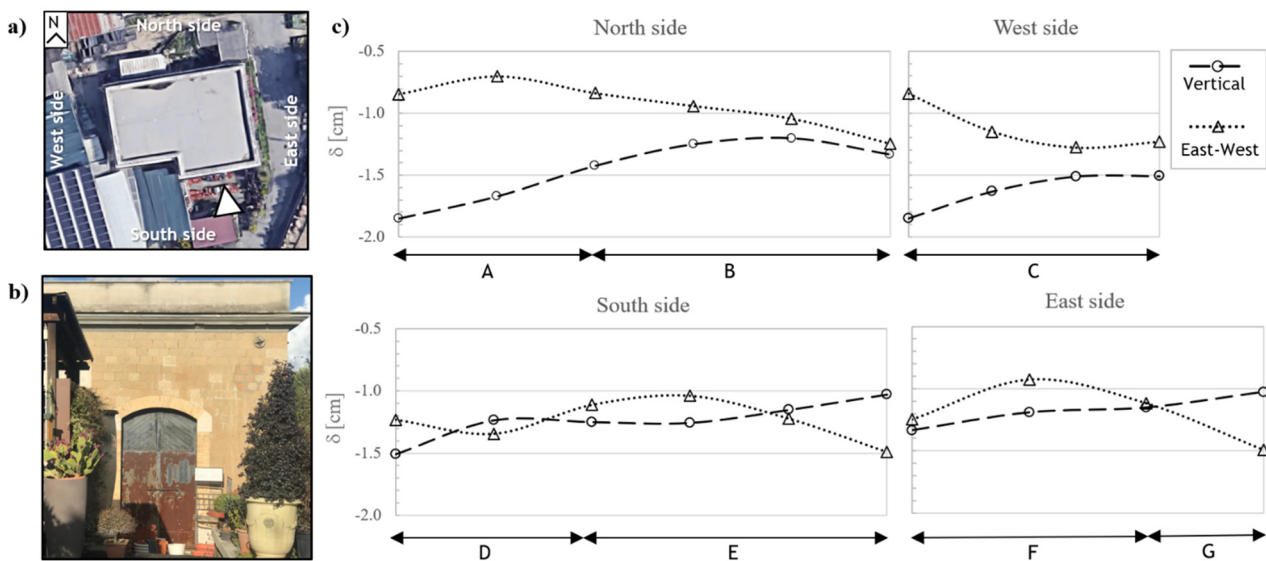 a)
N
North side
West side
East side
South side
b)
c)
North side
West side
-0.5
-1.0
-1.5
-2.0
δ [cm]
A
B
C
Vertical
East-West
South side
East side
-0.5
-1.0
-1.5
-2.0
δ [cm]
D
E
F
G